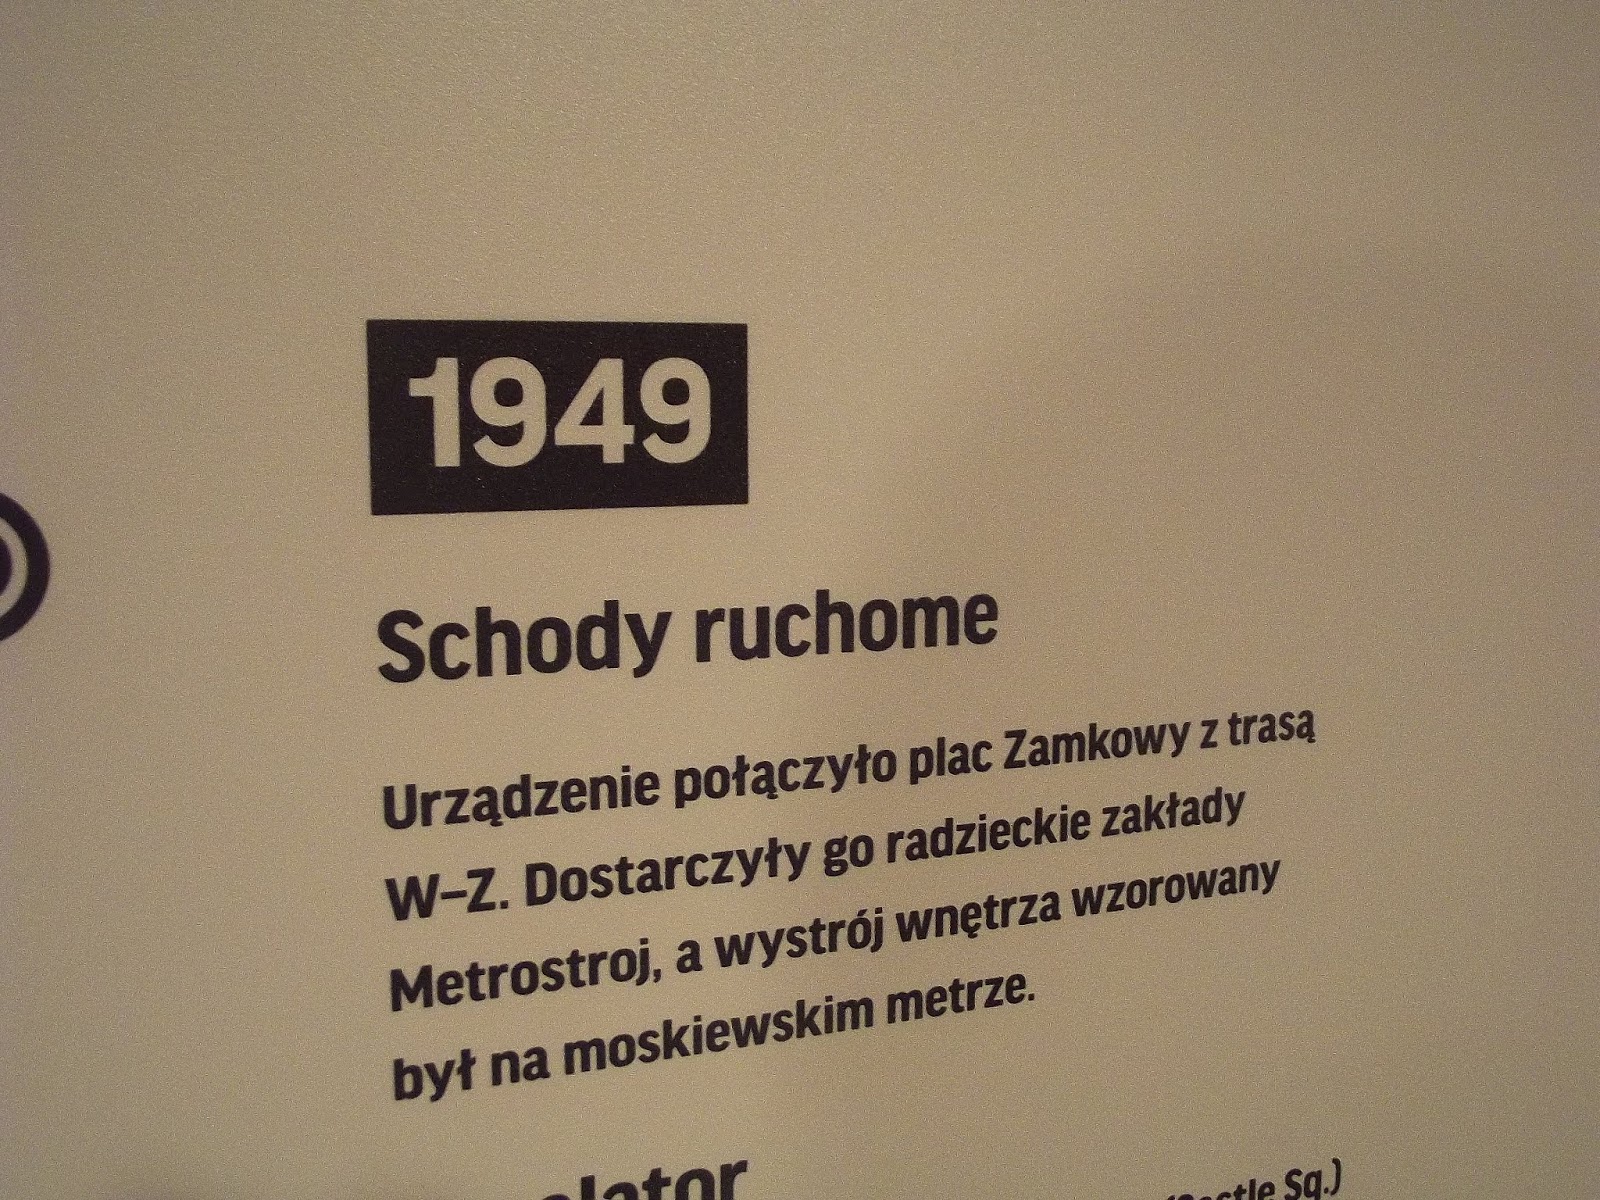 1949
Schody ruchome
Urządzenie połączyło plac Zamkowy z trasą
W–Z. Dostarczyły go radzieckie zakłady
Metrostroj, a wystrój wnętrza wzorowany
był na moskiewskim metrze.
Sq.)